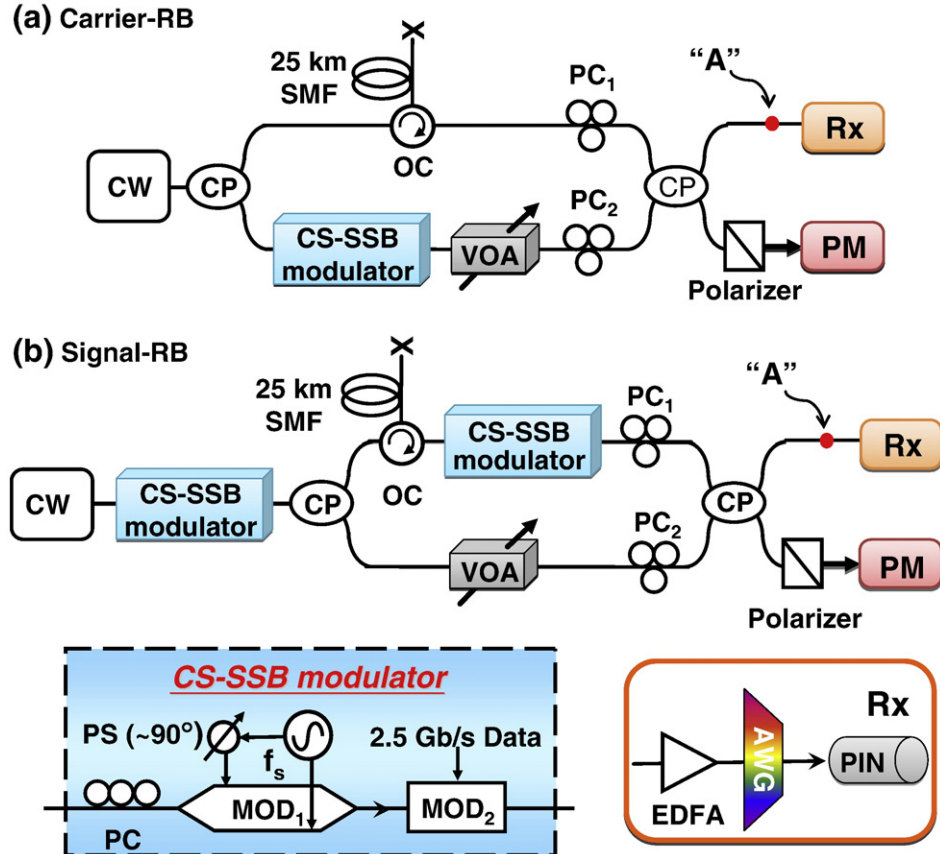 (a) Carrier-RB
X
25 km
SMF
PC1
"A"
Rx
OC
CW
CP
CP
PC2
CS-SSB
modulator
VOA
PM
Polarizer
(b) Signal-RB
X
25 km
SMF
PC1
"A"
CS-SSB
modulator
Rx
OC
CW
CS-SSB
modulator
CP
CP
PC2
VOA
PM
Polarizer
CS-SSB modulator
PS (~90°)
fs
2.5 Gb/s Data
MOD1
MOD2
PC
Rx
AWG
PIN
EDFA